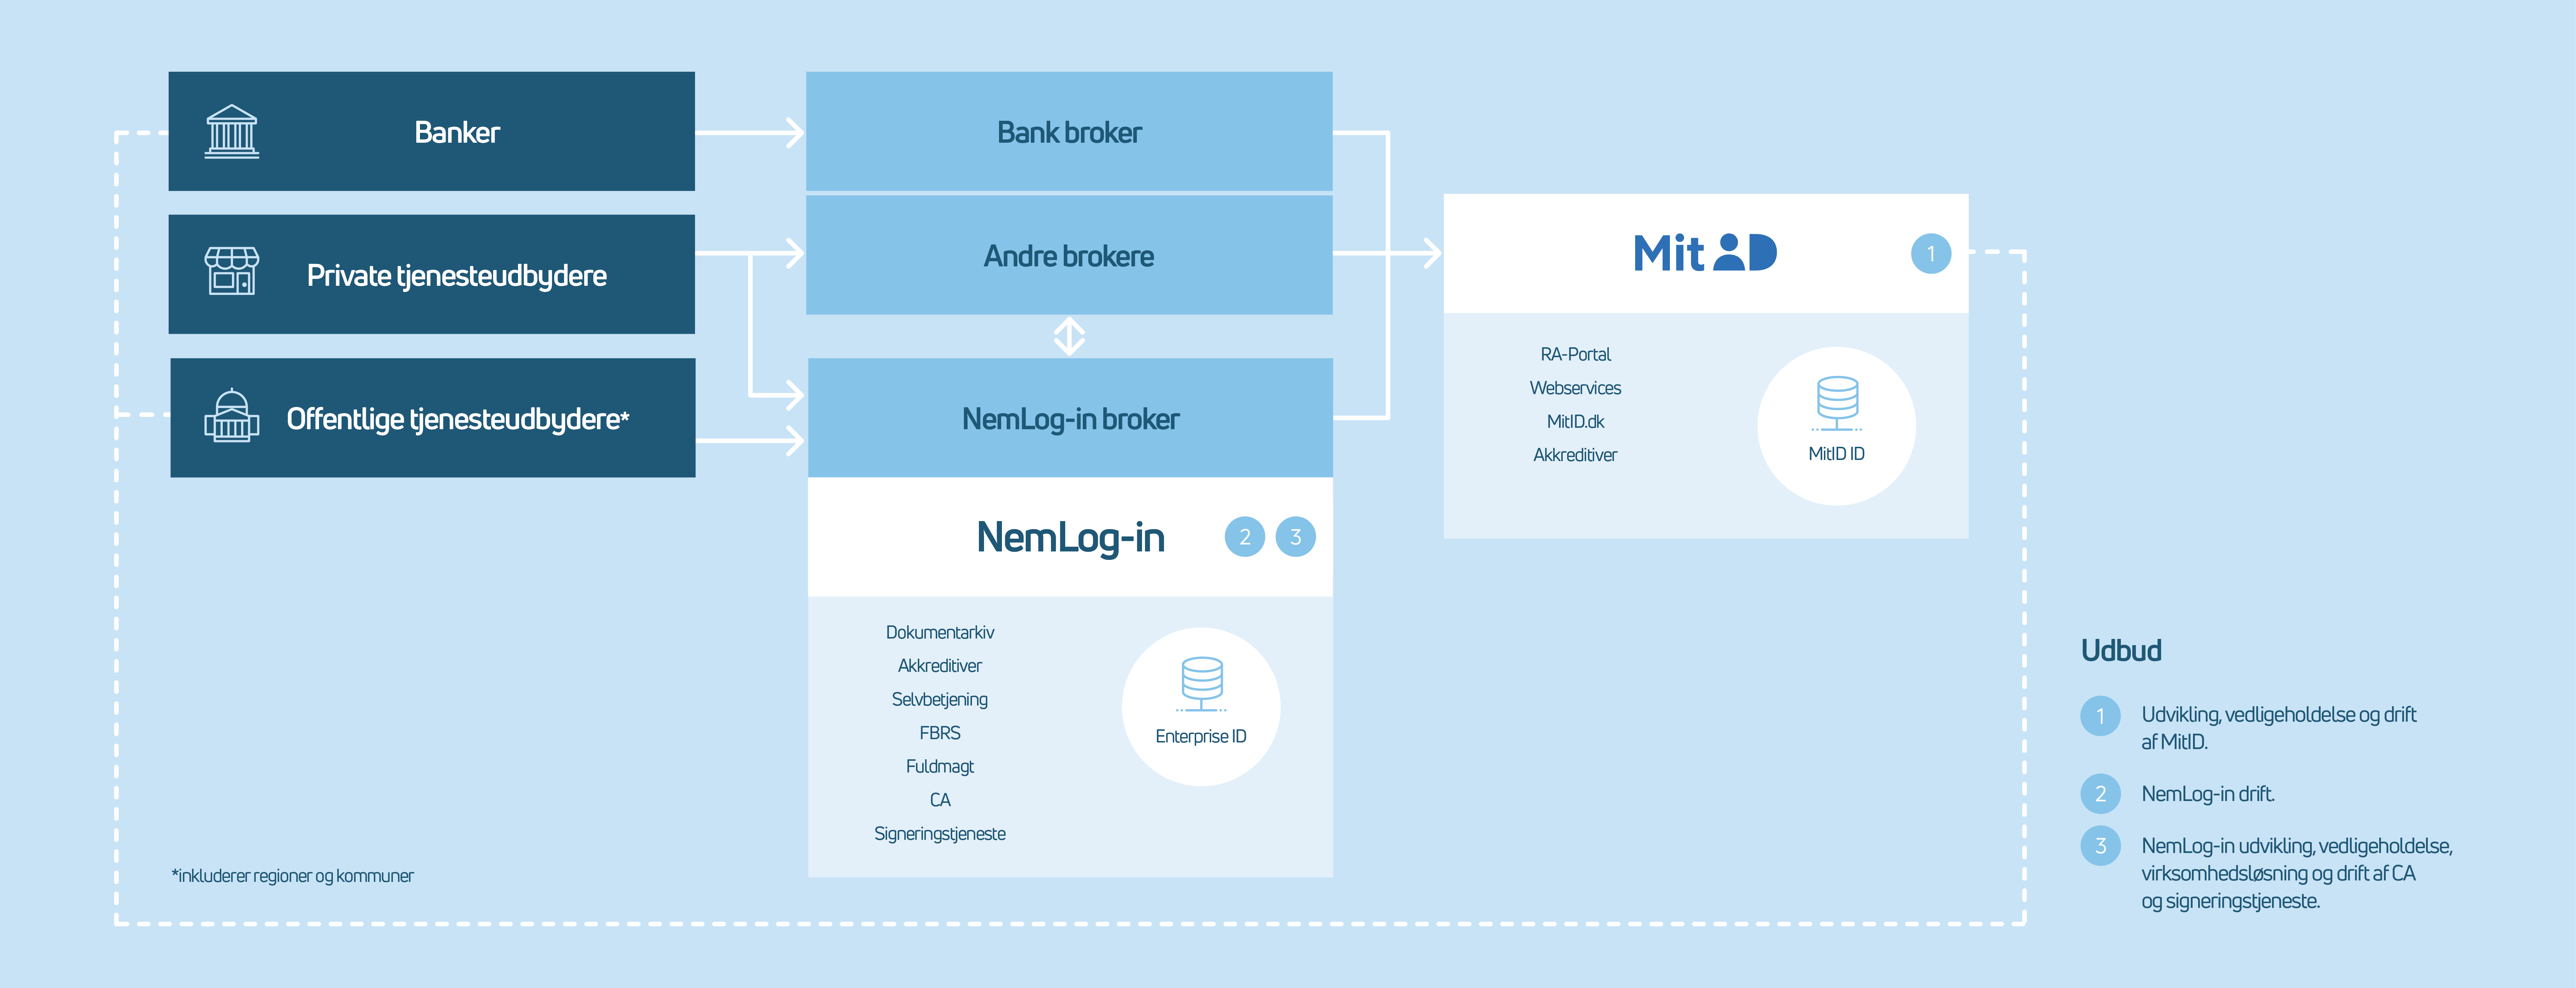 Banker
Private tjenesteudbydere
Offentlige tjenesteudbydere*
*inkluderer regioner og kommuner
Bank broker
Andre brokere
NemLog-in broker
NemLog-in
2
3
Dokumentarkiv
Akkreditiver
Selvbetjening
FBRS
Fuldmagt
CA
Signeringstjeneste
Enterprise ID
Mit ID
1
RA-Portal
Webservices
MitID.dk
Akkreditiver
MitID ID
Udbud
1
Udvikling, vedligeholdelse og drift
af MitID.
2
NemLog-in drift.
3
NemLog-in udvikling, vedligeholdelse,
virksomhedsløsning og drift af CA
og signeringstjeneste.